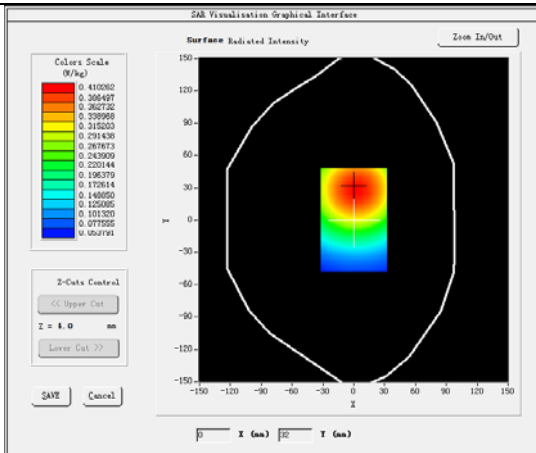 SAR Visualisation Graphical Interface
Surface Radiated Intensity
Zoom In/Out
Colors Scale
(W/kg)
0.410262
0.386497
0.362732
0.338968
0.315203
0.291438
0.267673
0.243909
0.220144
0.196379
0.172614
0.148850
0.125085
0.101320
0.077555
0.053791
Z-Cuts Control
<< Upper Cut
Z = 4.0 mm
Lower Cut >>
SAVE
Cancel
150
120
90
60
30
0
-30
-60
-90
-120
-150
Y
-150 -120 -90 -60 -30 0 30 60 90 120 150
X
0 X (mm) 32 Y (mm)